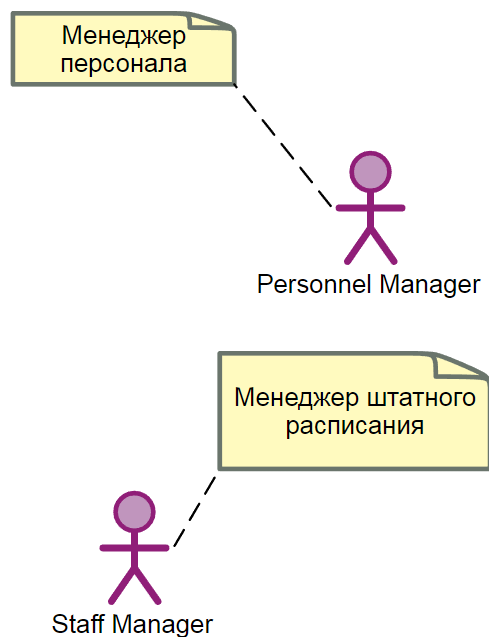 Менеджер
персонала
Personnel Manager
Менеджер штатного
расписания
Staff Manager